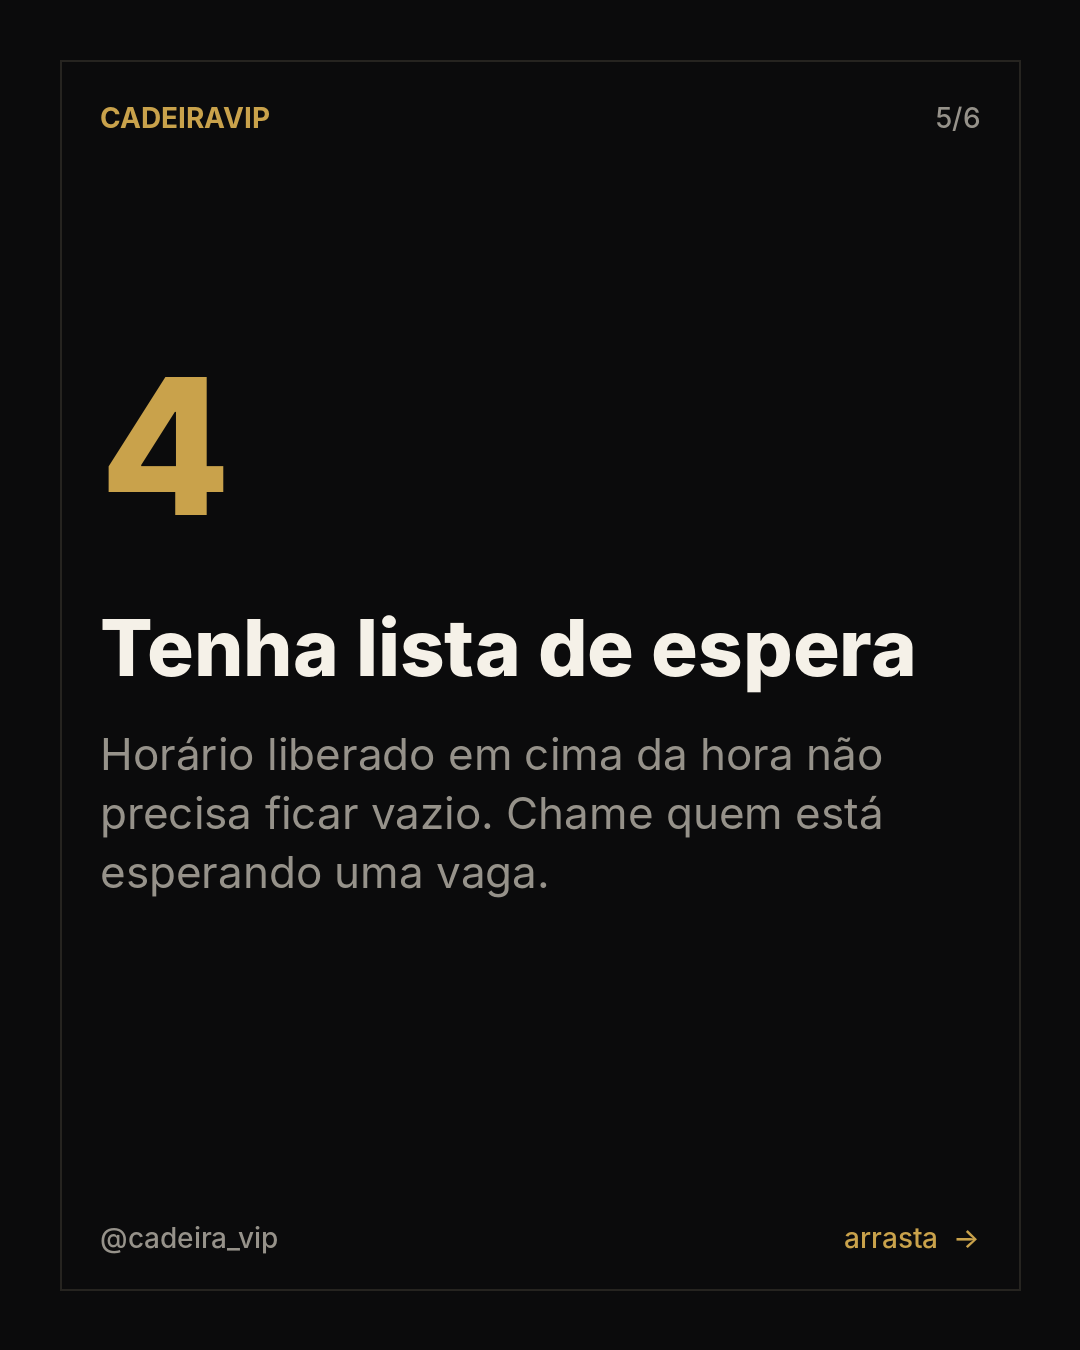 CADEIRAVIP
5/6
4
Tenha lista de espera
Horário liberado em cima da hora não
precisa ficar vazio. Chame quem está
esperando uma vaga.
@cadeira_vip
arrasta →